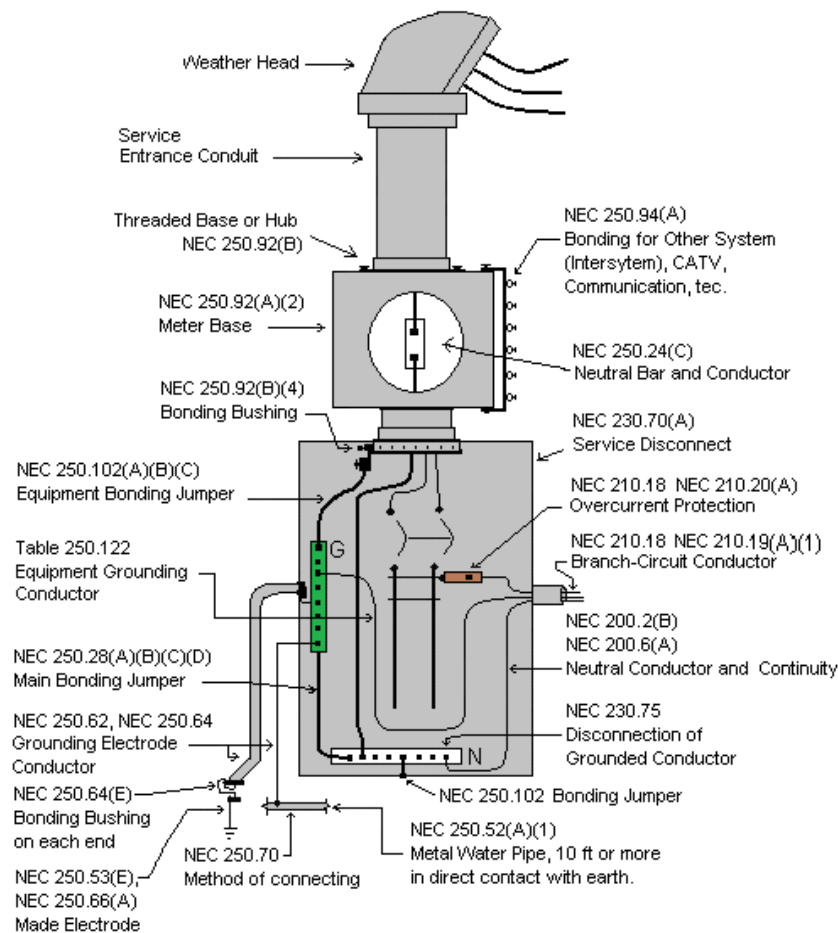 Weather Head
Service
Entrance Conduit
Threaded Base or Hub
NEC 250.92(B)
NEC 250.94(A)
Bonding for Other System
(Intersytem), CATV,
Communication, tec.
NEC 250.92(A)(2)
Meter Base
NEC 250.24(C)
Neutral Bar and Conductor
NEC 250.92(B)(4)
Bonding Bushing
NEC 230.70(A)
Service Disconnect
NEC 250.102(A)(B)(C)
Equipment Bonding Jumper
NEC 210.18 NEC 210.20(A)
Overcurrent Protection
G
NEC 210.18 NEC 210.19(A)(1)
Branch-Circuit Conductor
Table 250.122
Equipment Grounding
Conductor
NEC 200.2(B)
NEC 200.6(A)
Neutral Conductor and Continuity
NEC 250.28(A)(B)(C)(D)
Main Bonding Jumper
NEC 230.75
Disconnection of
Grounded Conductor
NEC 250.62, NEC 250.64
Grounding Electrode
Conductor
N
NEC 250.64(E)
Bonding Bushing
on each end
NEC 250.102 Bonding Jumper
NEC 250.52(A)(1)
Metal Water Pipe, 10 ft or more
in direct contact with earth.
NEC 250.70
Method of connecting
NEC 250.53(E),
NEC 250.66(A)
Made Electrode